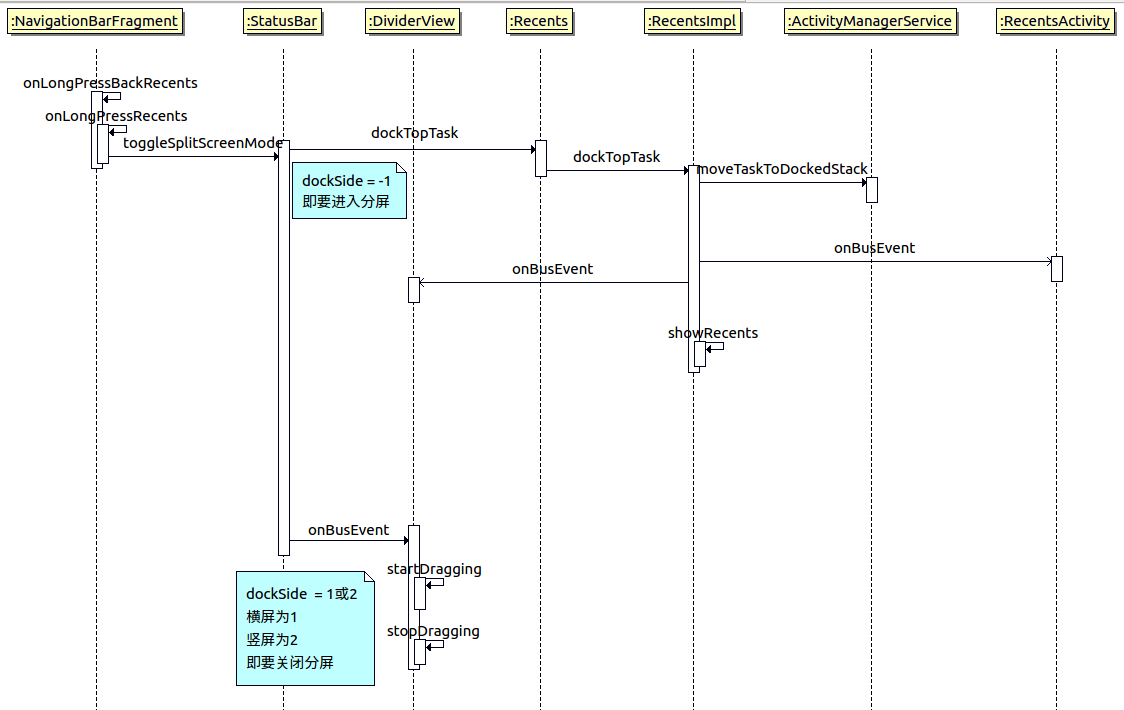 :NavigationBarFragment
:StatusBar
:DividerView
:Recents
:RecentsImpl
:ActivityManagerService
:RecentsActivity
onLongPressBackRecents
onLongPressRecents
toggleSplitScreenMode
dockTopTask
dockTopTask
moveTaskToDockedStack
dockSide = -1
即要进入分屏
onBusEvent
onBusEvent
showRecents
onBusEvent
startDragging
dockSide = 1或2
横屏为1
竖屏为2
即要关闭分屏
stopDragging